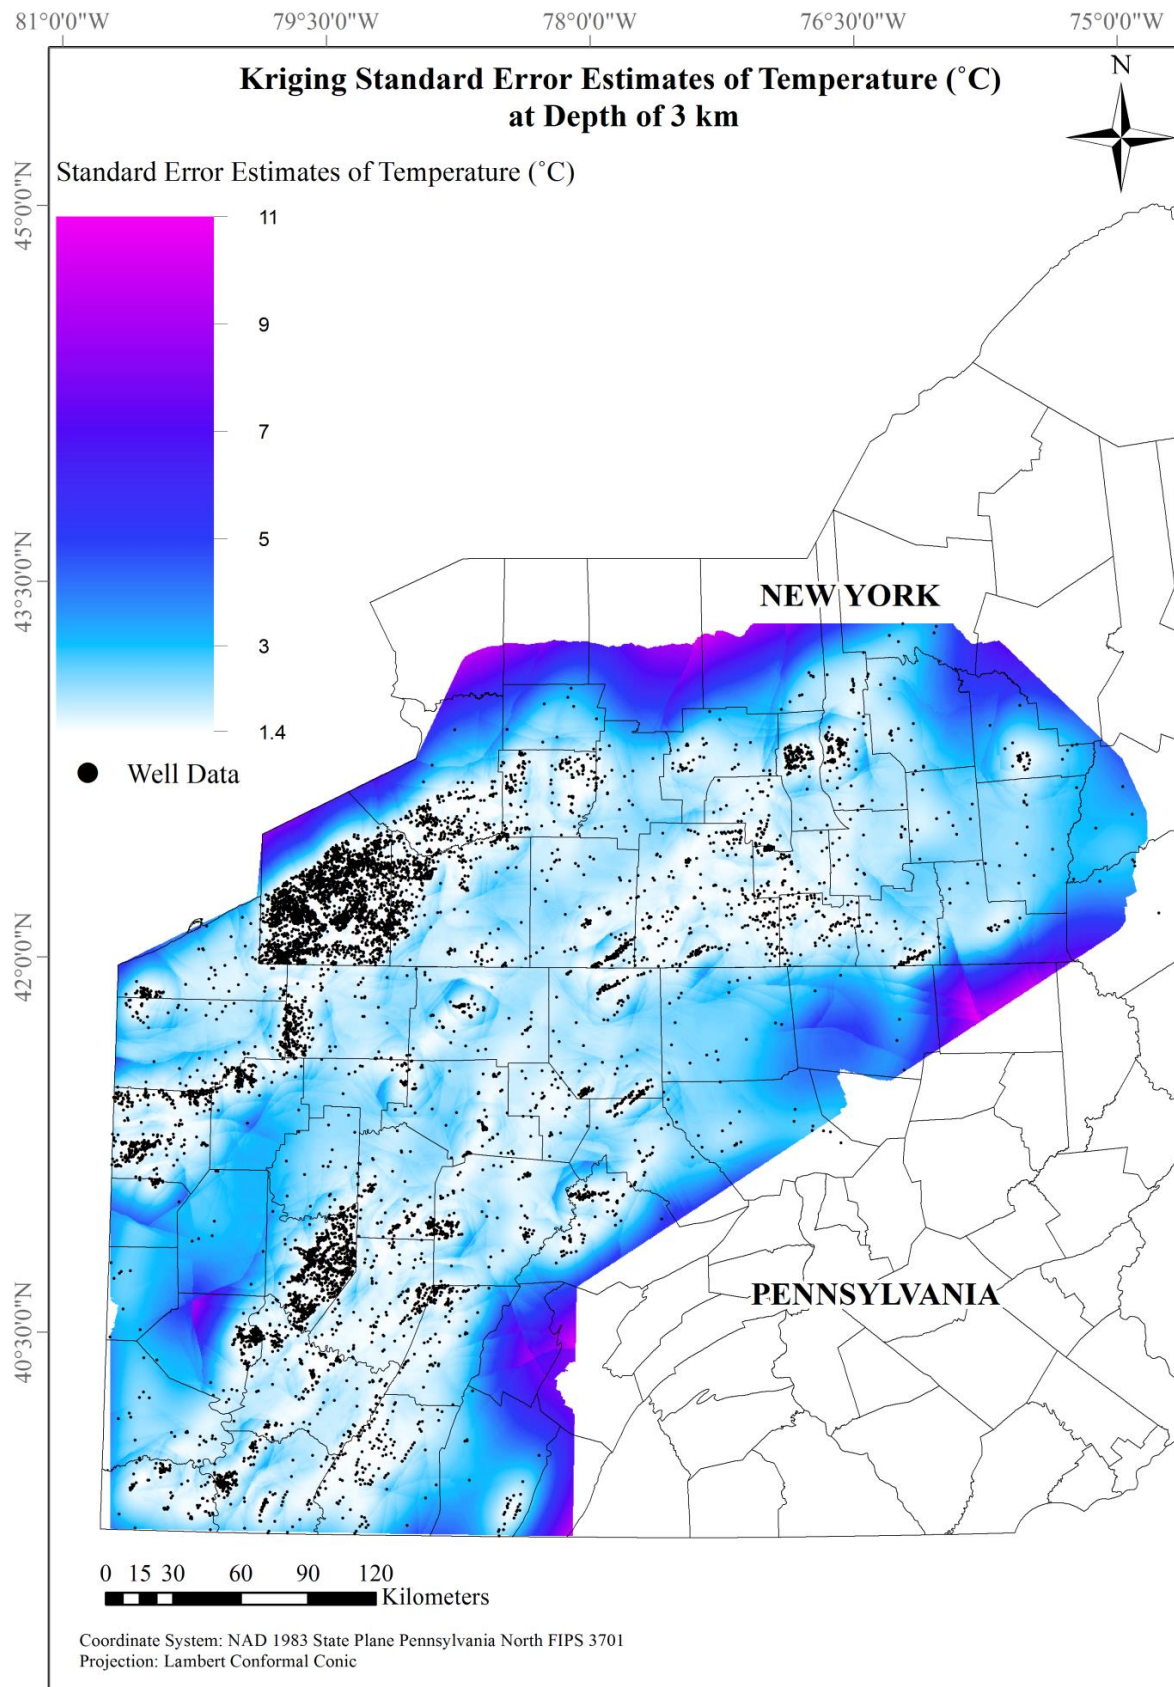 81°0'0"W 79°30'0"W 78°0'0"W 76°30'0"W 75°0'0"W
Kriging Standard Error Estimates of Temperature (˚C)
at Depth of 3 km
N
Standard Error Estimates of Temperature (˚C)
11
9
7
5
3
1.4
Well Data
45°0'0"N
43°30'0"N
42°0'0"N
40°30'0"N
NEW YORK
PENNSYLVANIA
0 15 30 60 90 120
Kilometers
Coordinate System: NAD 1983 State Plane Pennsylvania North FIPS 3701
Projection: Lambert Conformal Conic